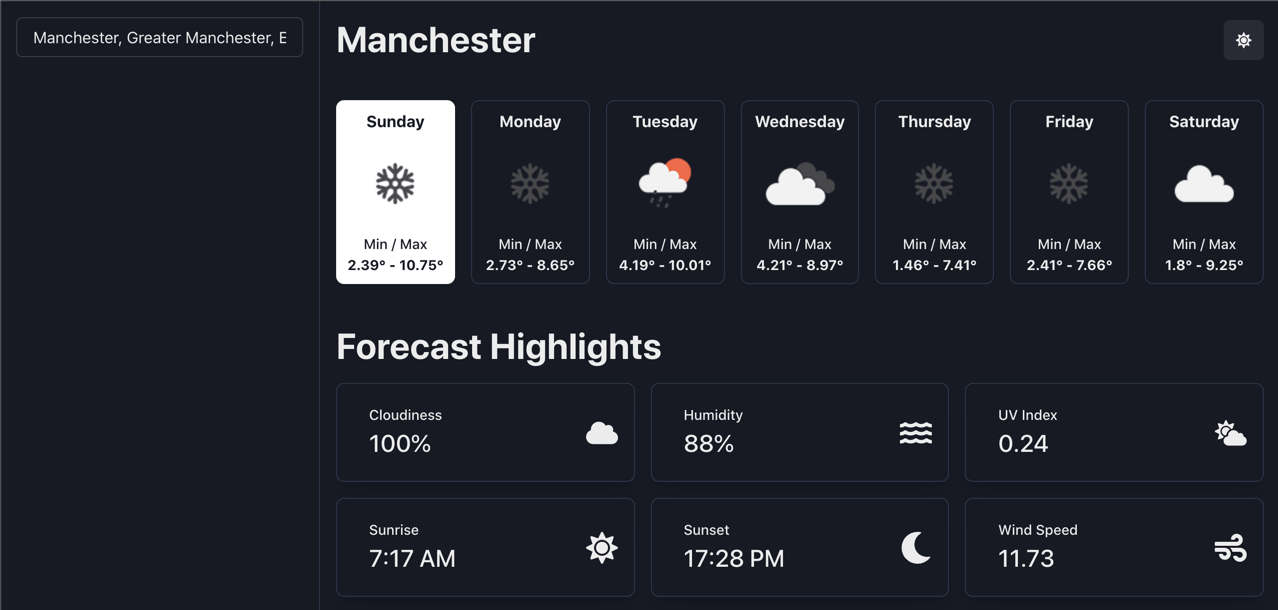 Manchester, Greater Manchester, E
Manchester
Sunday
Min / Max
2.39° - 10.75°
Monday
Min / Max
2.73° - 8.65°
Tuesday
Min / Max
4.19° - 10.01°
Wednesday
Min / Max
4.21° - 8.97°
Thursday
Min / Max
1.46° - 7.41°
Friday
Min / Max
2.41° - 7.66°
Saturday
Min / Max
1.8° - 9.25°
Forecast Highlights
Cloudiness
100%
Humidity
88%
UV Index
0.24
Sunrise
7:17 AM
Sunset
17:28 PM
Wind Speed
11.73